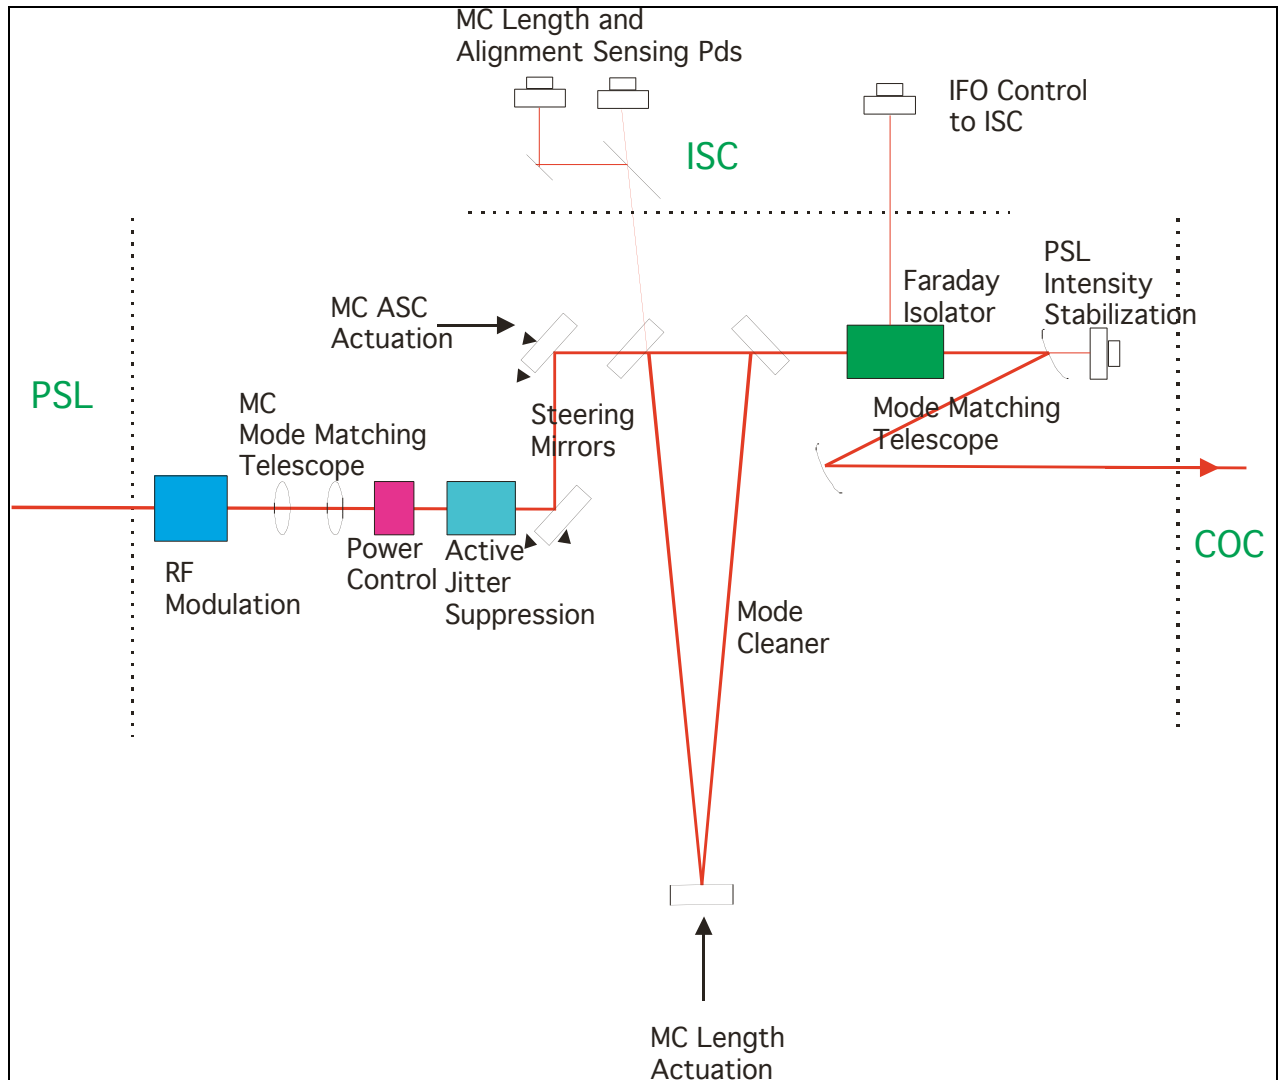 MC Length and
Alignment Sensing Pds
IFO Control
to ISC
ISC
PSL
Intensity
Stabilization
Faraday
Isolator
MC ASC
Actuation
PSL
MC
Mode Matching
Telescope
Steering
Mirrors
Mode Matching
Telescope
Power
Control
Active
Jitter
Suppression
COC
RF
Modulation
Mode
Cleaner
MC Length
Actuation